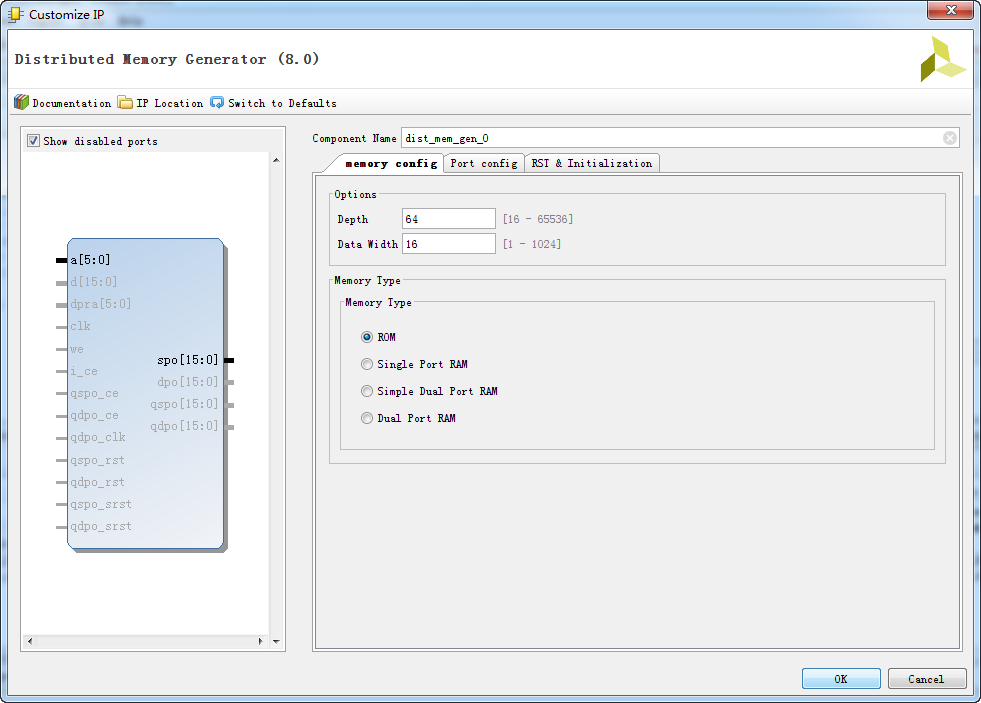 Customize IP
Distributed Memory Generator (8.0)
Documentation IP Location Switch to Defaults
Show disabled ports
a[5:0]
d[15:0]
dpra[5:0]
clk
we
i_ce
qspo_ce
qdpo_ce
qdpo_clk
qspo_rst
qdpo_rst
qspo_srst
qdpo_srst
spo[15:0]
dpo[15:0]
qspo[15:0]
qdpo[15:0]
Component Name dist_mem_gen_0
memory config Port config RST & Initialization
Options
Depth 64 [16 - 65536]
Data Width 16 [1 - 1024]
Memory Type
Memory Type
ROM
Single Port RAM
Simple Dual Port RAM
Dual Port RAM
OK Cancel